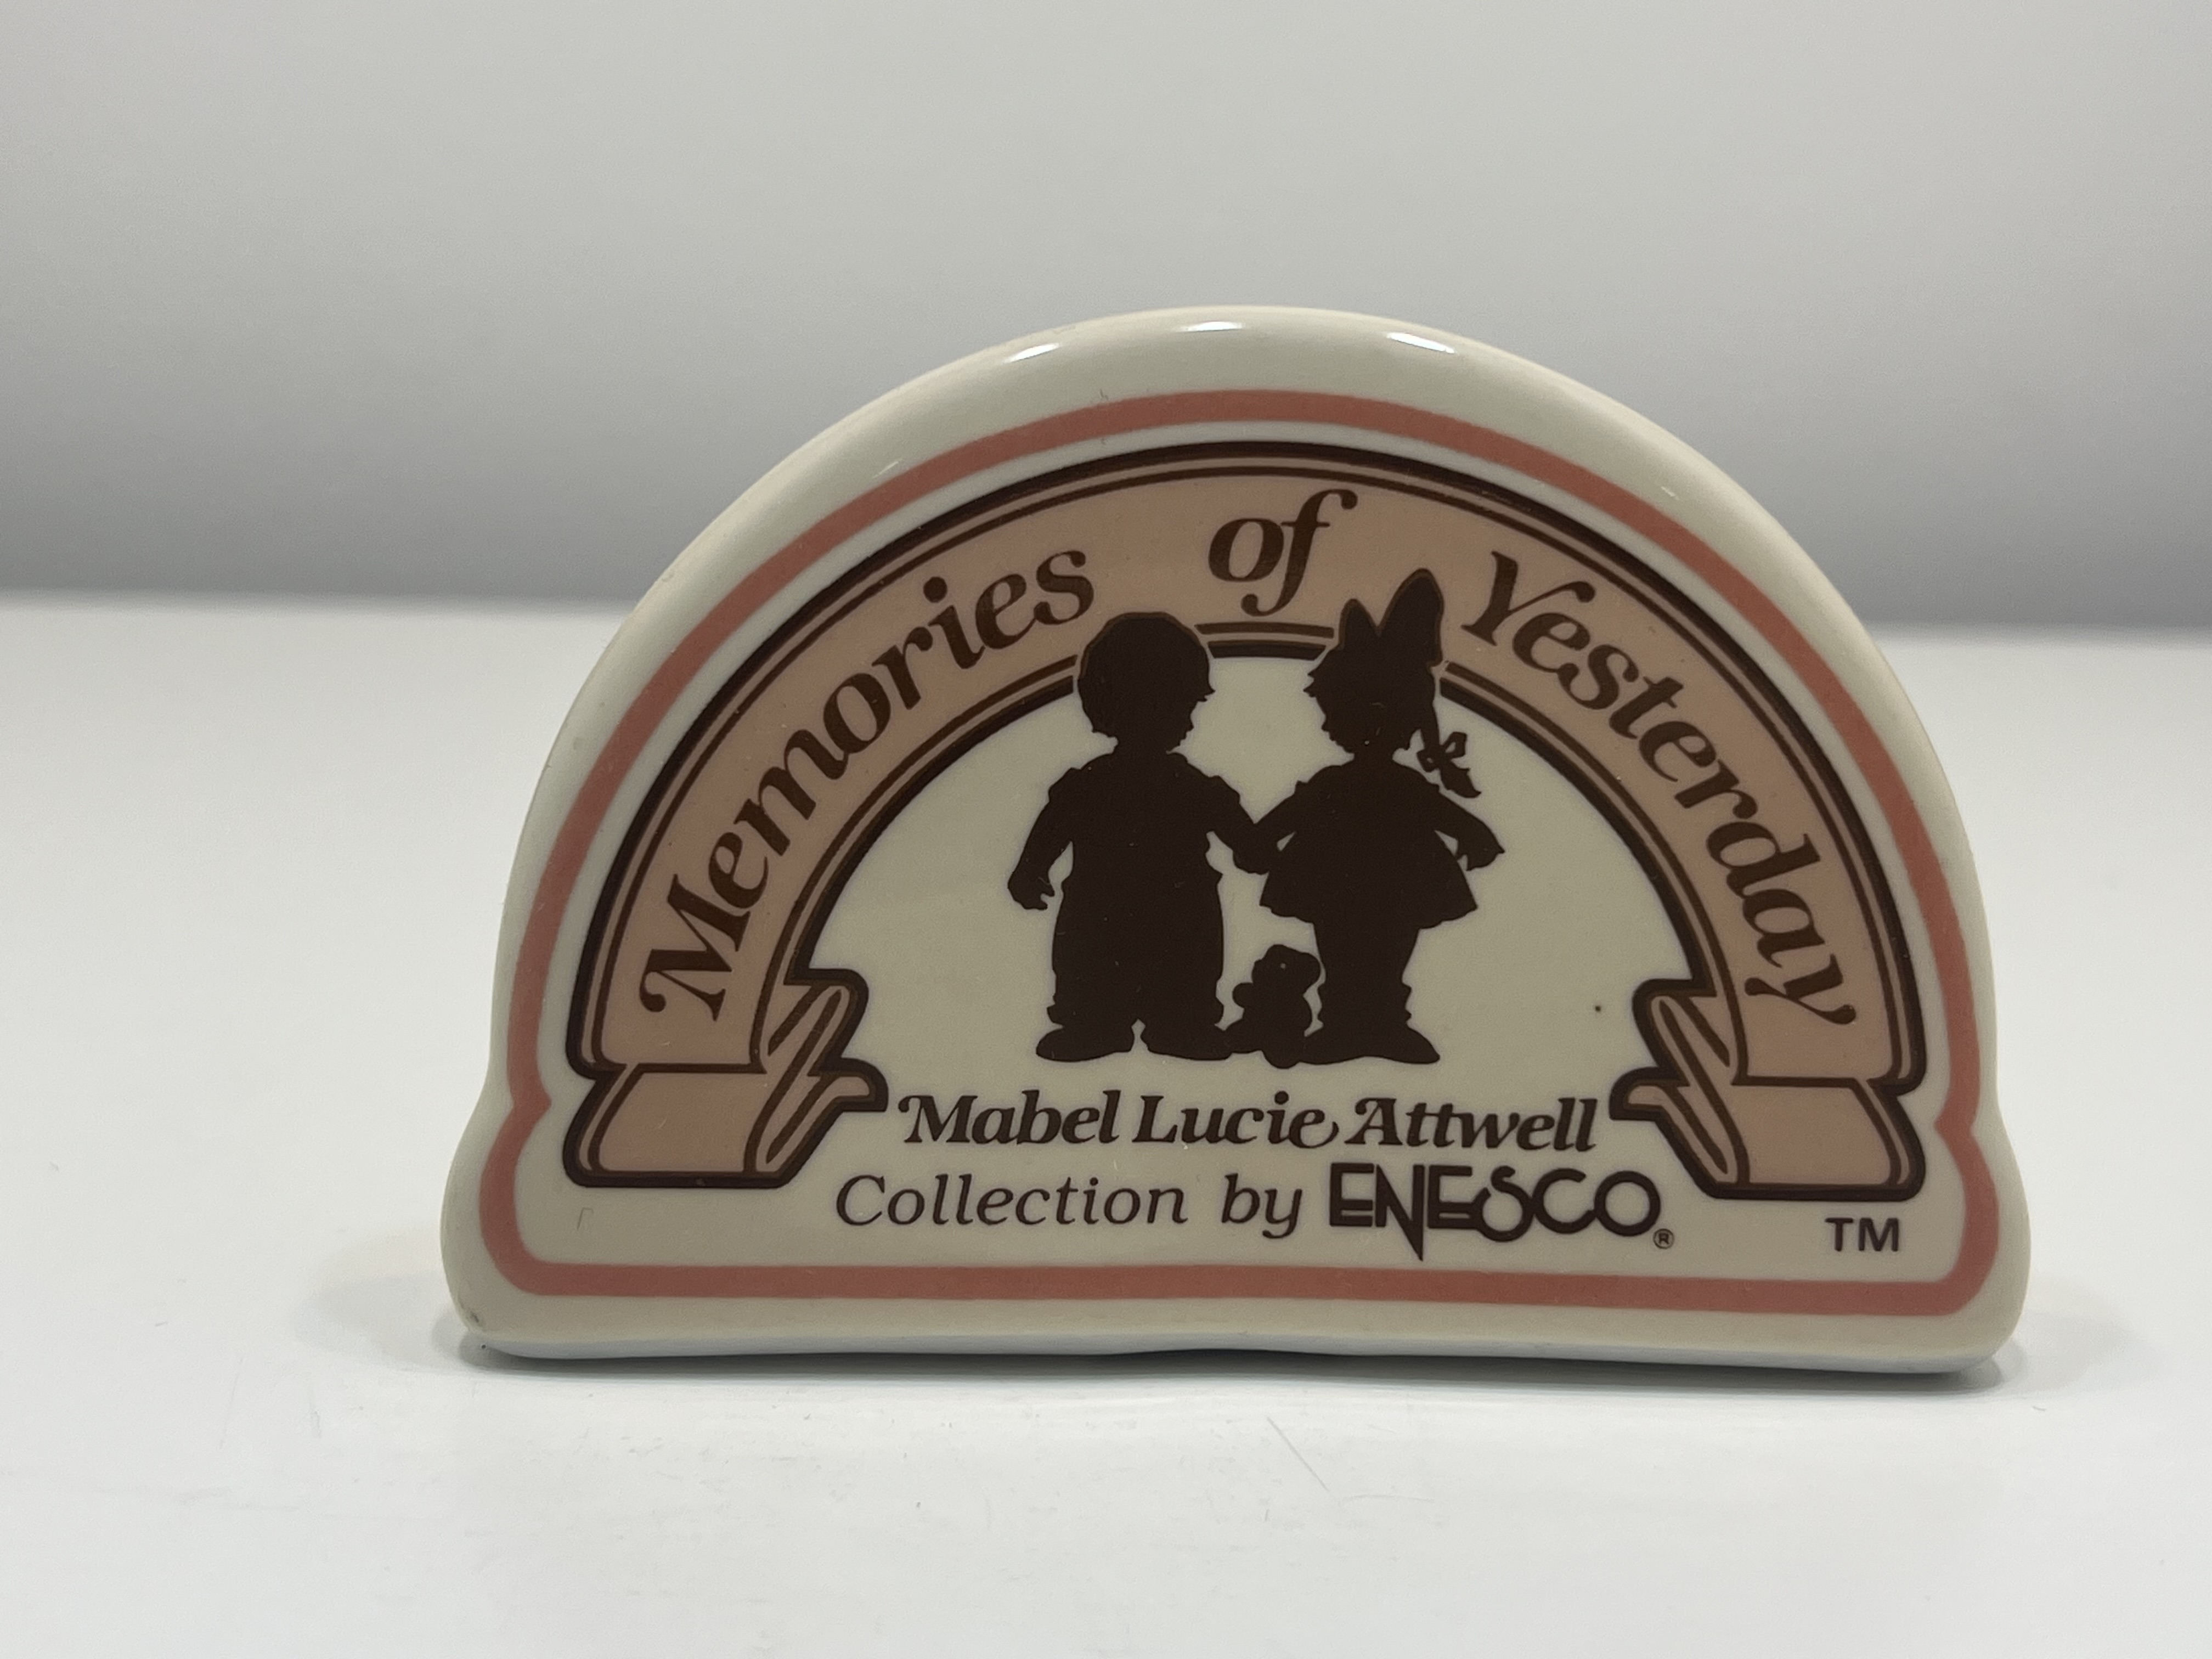 Memories of Yesterday
Mabel Lucie Attwell
Collection by ENESCO®
TM